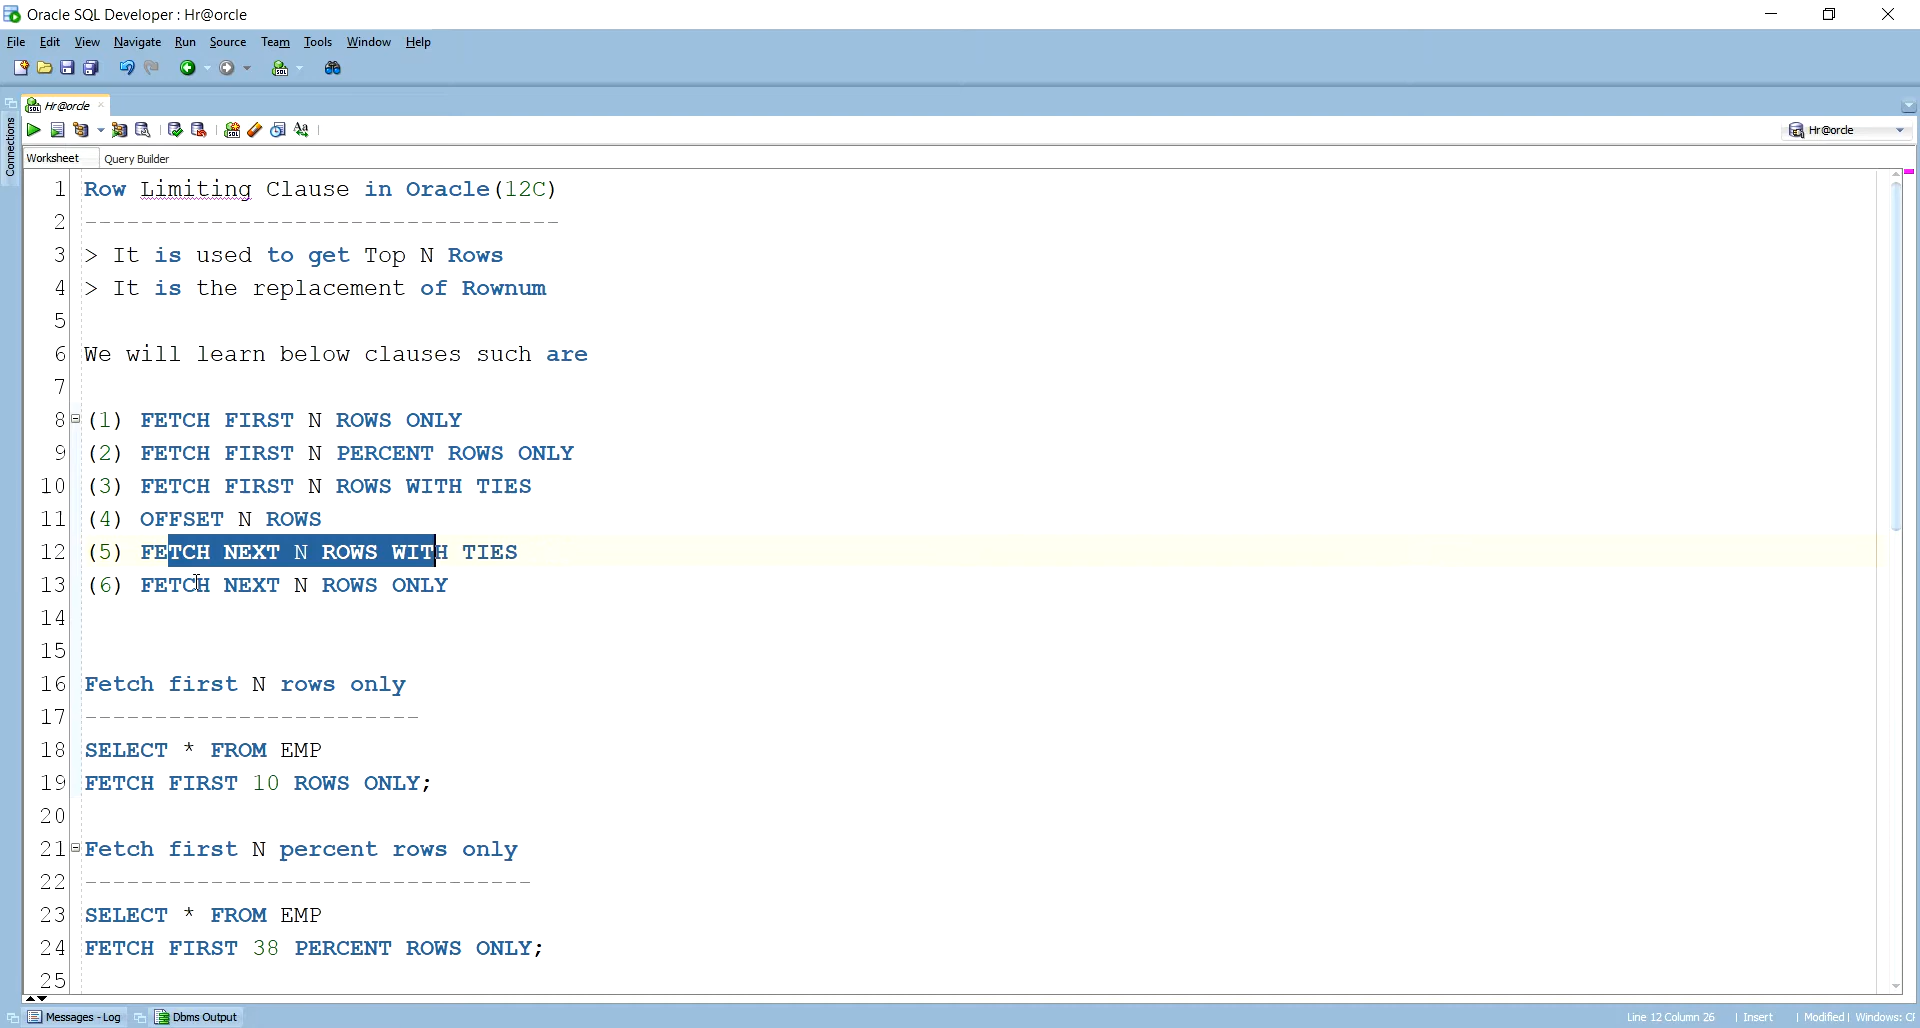 Oracle SQL Developer : Hr@orcle
File Edit View Navigate Run Source Team Tools Window Help
Hr@orcle
Connections
Hr@orcle
Worksheet Query Builder
1 Row Limiting Clause in Oracle(12C)
2 ----------------------------------
3 > It is used to get Top N Rows
4 > It is the replacement of Rownum
5
6 We will learn below clauses such are
7
8 (1) FETCH FIRST N ROWS ONLY
9 (2) FETCH FIRST N PERCENT ROWS ONLY
10 (3) FETCH FIRST N ROWS WITH TIES
11 (4) OFFSET N ROWS
12 (5) FETCH NEXT N ROWS WITH TIES
13 (6) FETCH NEXT N ROWS ONLY
14
15
16 Fetch first N rows only
17 ------------------------
18 SELECT * FROM EMP
19 FETCH FIRST 10 ROWS ONLY;
20
21 Fetch first N percent rows only
22 --------------------------------
23 SELECT * FROM EMP
24 FETCH FIRST 38 PERCENT ROWS ONLY;
25
Messages - Log Dbms Output
Line 12 Column 26 | Insert | Modified | Windows: CF